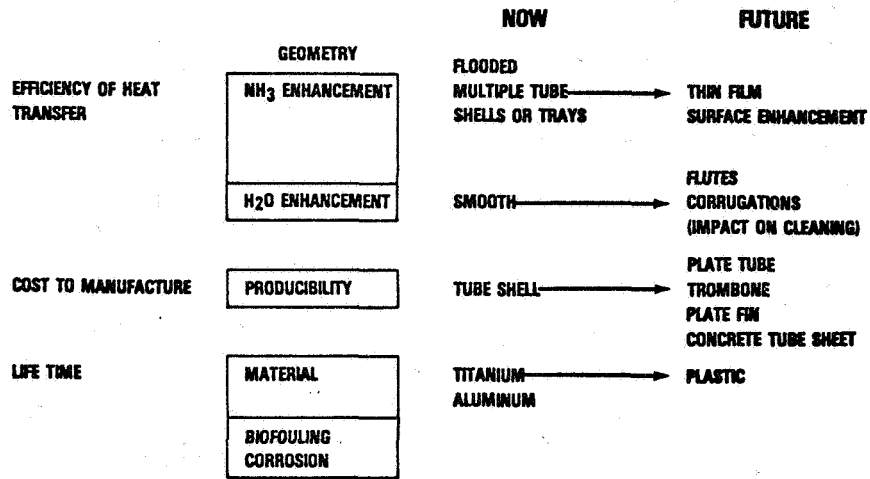 NOW FUTURE
GEOMETRY
EFFICIENCY OF HEAT
TRANSFER
NH3 ENHANCEMENT
FLOODED
MULTIPLE TUBE
SHELLS OR TRAYS
THIN FILM
SURFACE ENHANCEMENT
H2O ENHANCEMENT
SMOOTH
FLUTES
CORRUGATIONS
(IMPACT ON CLEANING)
COST TO MANUFACTURE
PRODUCIBILITY
TUBE SHELL
PLATE TUBE
TROMBONE
PLATE FIN
CONCRETE TUBE SHEET
LIFE TIME
MATERIAL
TITANIUM
ALUMINUM
PLASTIC
BIOFOULING
CORROSION